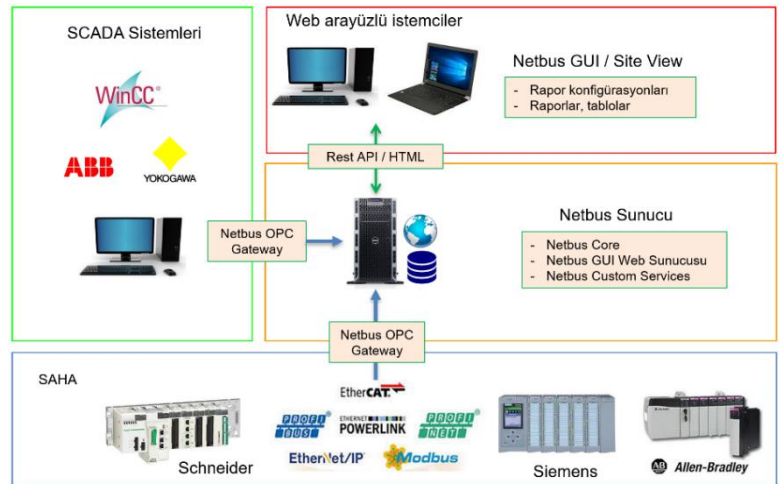 SCADA Sistemleri
WinCC®
ABB
YOKOGAWA
Web arayüzlü istemciler
Netbus GUI / Site View
- Rapor konfigürasyonları
- Raporlar, tablolar
Rest API / HTML
Netbus OPC
Gateway
Netbus Sunucu
- Netbus Core
- Netbus GUI Web Sunucusu
- Netbus Custom Services
Netbus OPC
Gateway
SAHA
EtherCAT
PROFI
BUS
ETHERNET
POWERLINK
PROFI
NET
EtherNet/IP
Modbus
Schneider
Siemens
AB Allen-Bradley